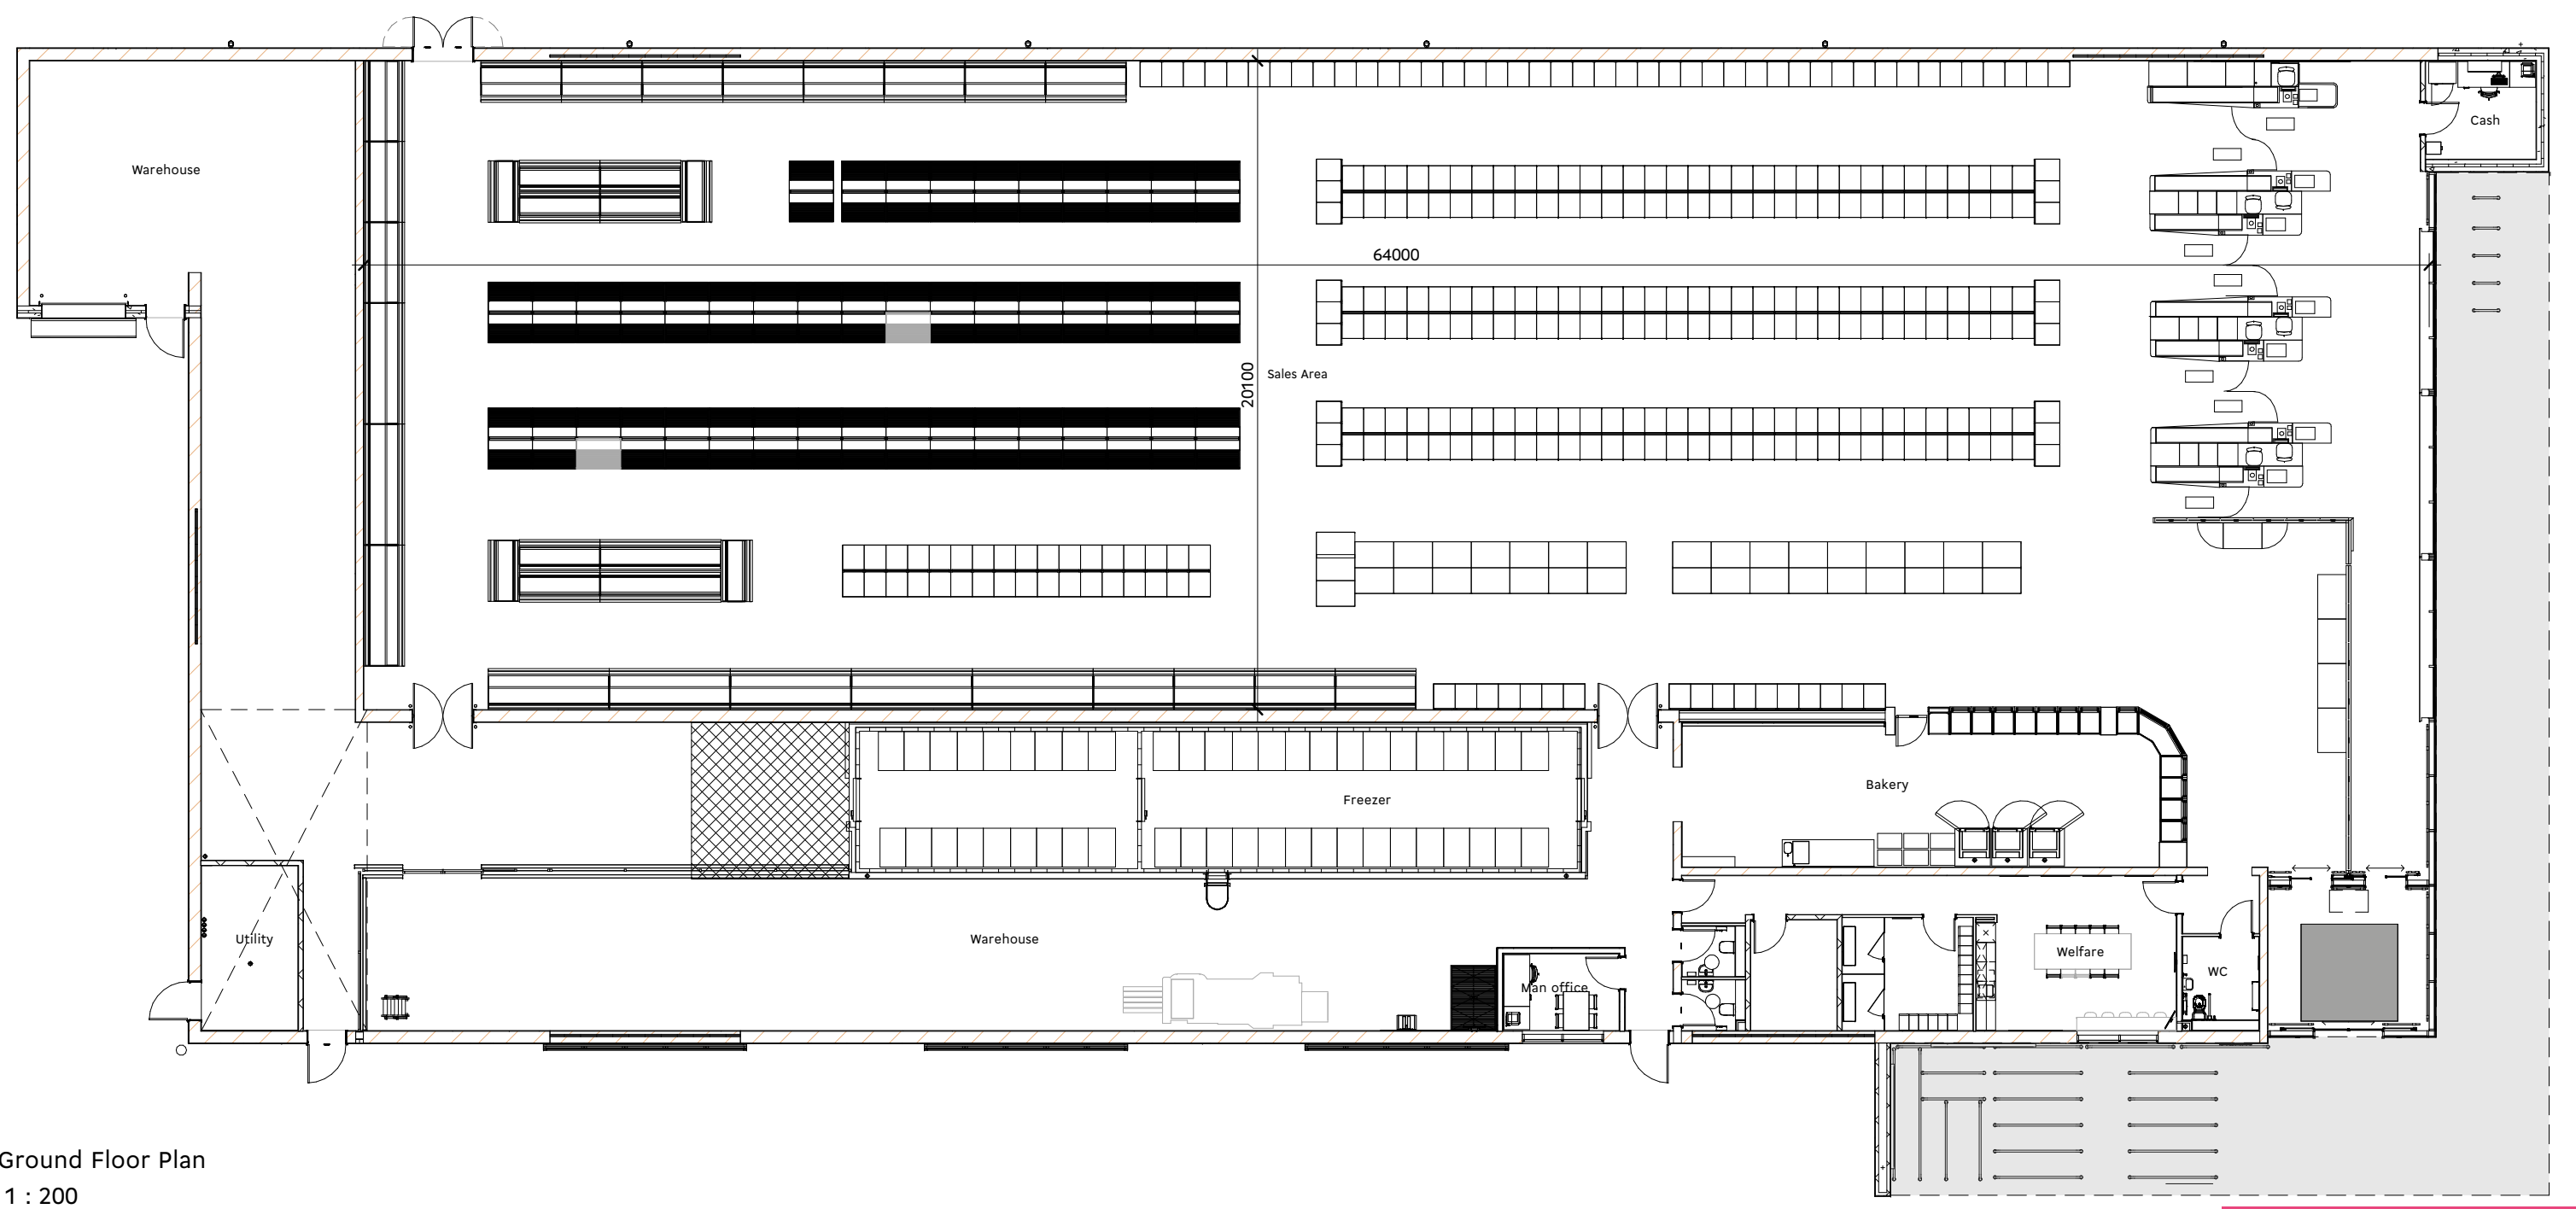 Warehouse
Cash
64000
20100
Sales Area
Bakery
Freezer
Utility
Warehouse
Man office
Welfare
WC
Ground Floor Plan
1 : 200